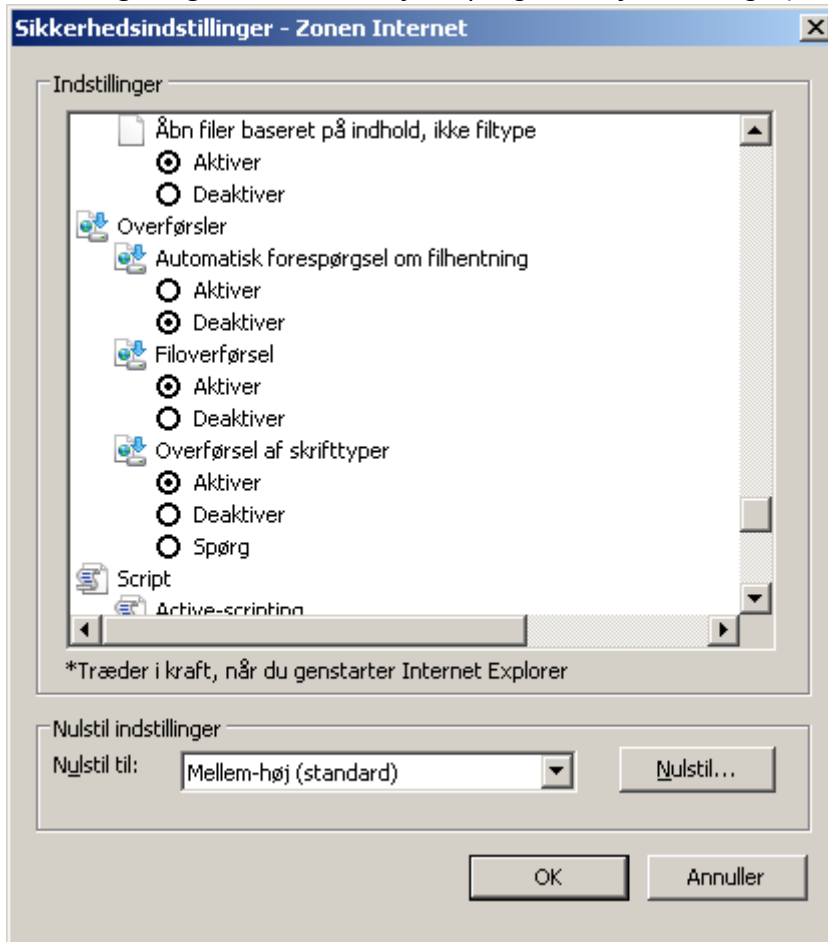 Sikkerhedsindstillinger - Zonen Internet
Indstillinger
Åbn filer baseret på indhold, ikke filtype
Aktiver
Deaktiver
Overførsler
Automatisk forespørgsel om filhentning
Aktiver
Deaktiver
Filoverførsel
Aktiver
Deaktiver
Overførsel af skrifttyper
Aktiver
Deaktiver
Spørg
Script
Active-scripting
*Træder i kraft, når du genstarter Internet Explorer
Nulstil indstillinger
Nulstil til: Mellem-høj (standard) Nulstil...
OK Annuller